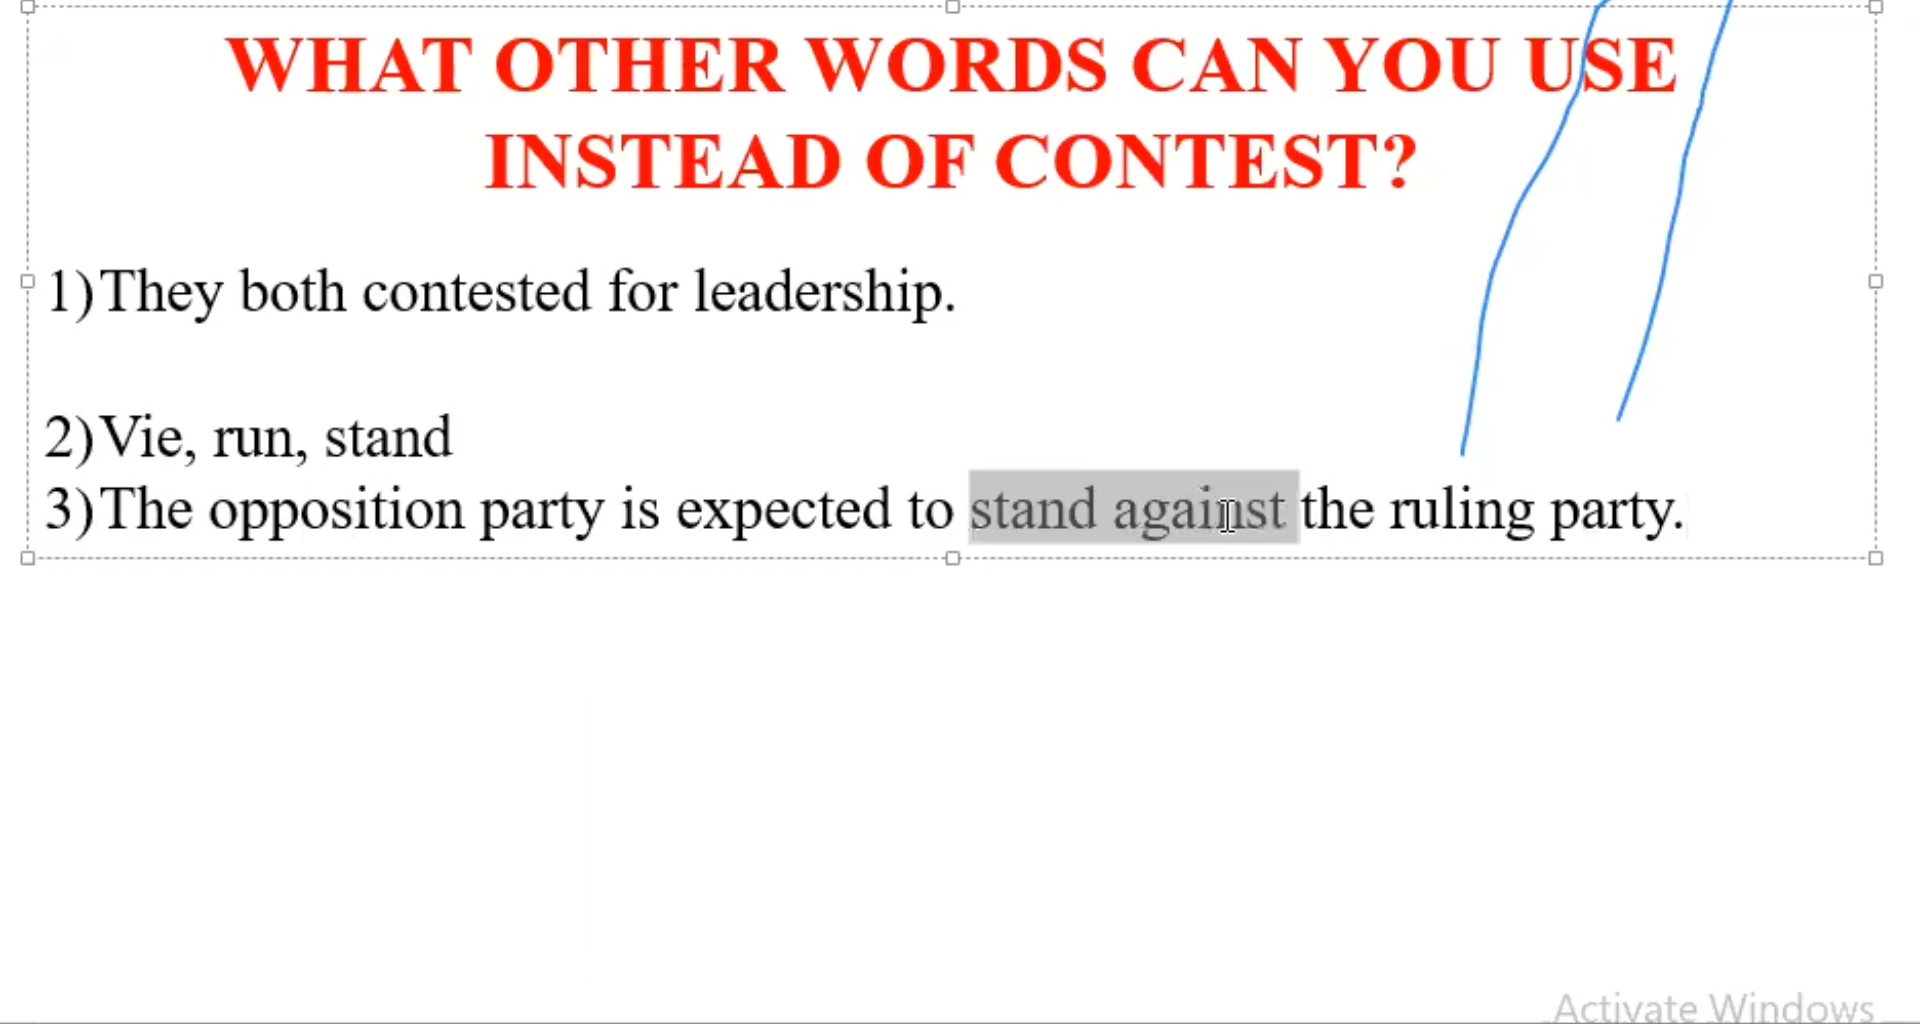 WHAT OTHER WORDS CAN YOU USE
INSTEAD OF CONTEST?
1) They both contested for leadership.
2) Vie, run, stand
3) The opposition party is expected to stand against the ruling party.
Activate Windows